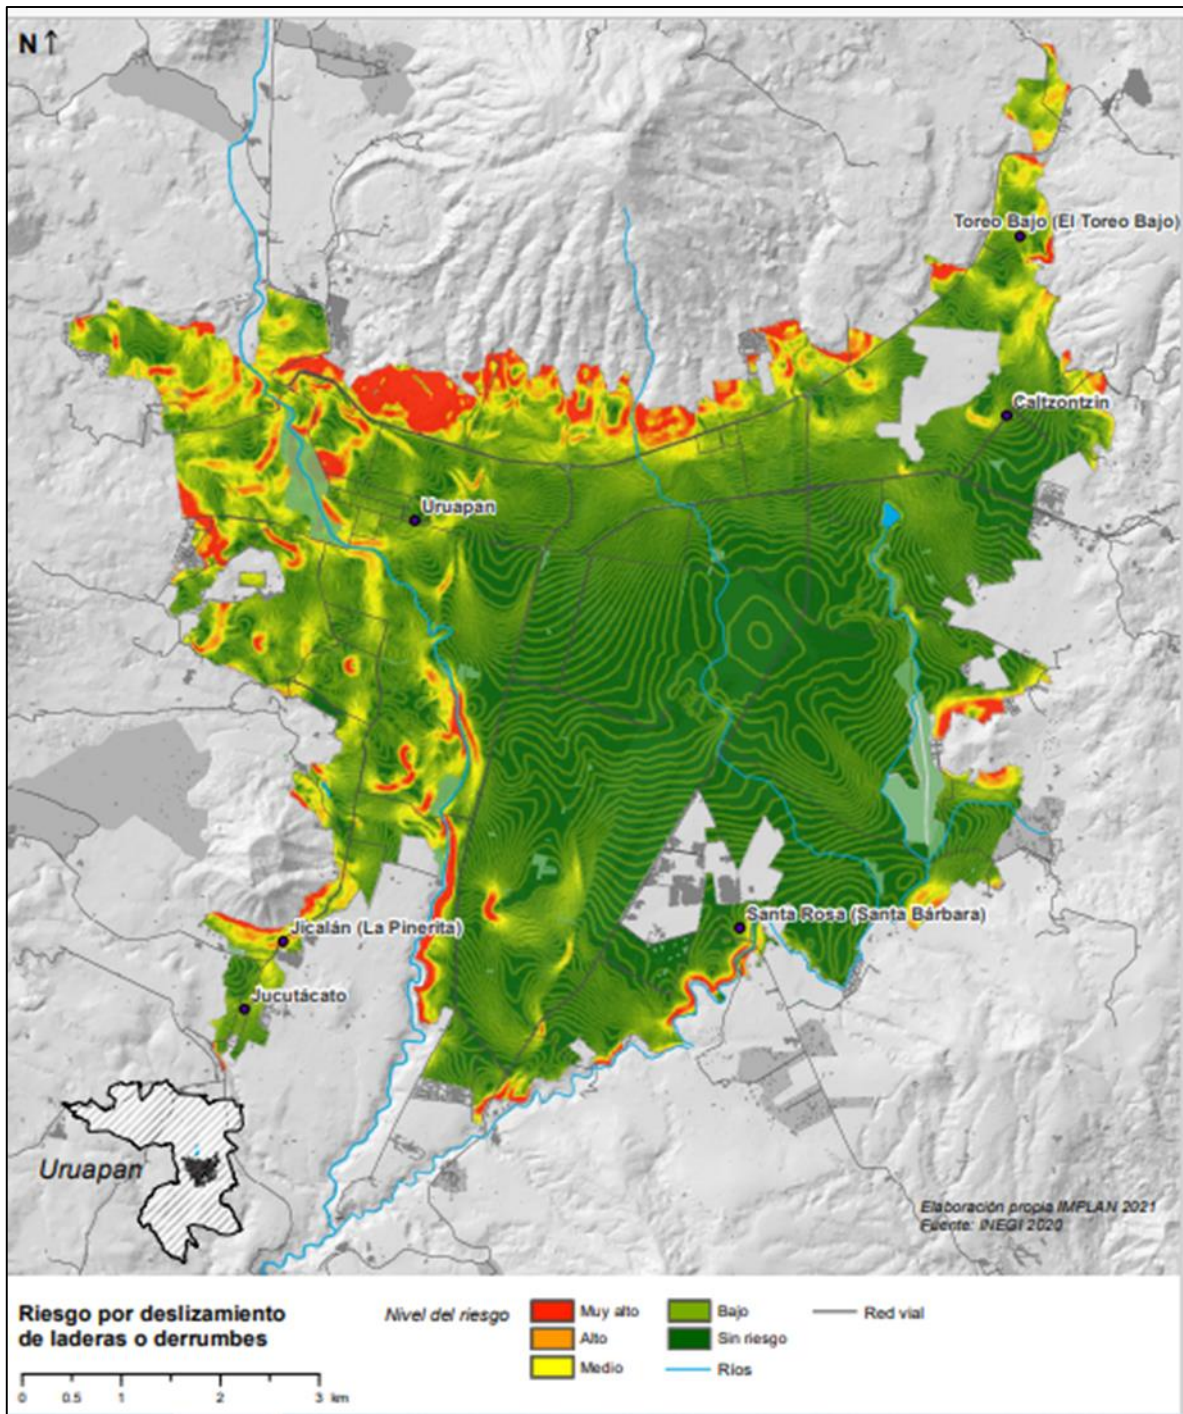 N ↑
Toreo Bajo (El Toreo Bajo)
Caltzontzin
Uruapan
Santa Rosa (Santa Bárbara)
Jicalán (La Pinerita)
Jucutácato
Uruapan
Elaboración propia IMPLAN 2021
Fuente: INEGI 2020
Riesgo por deslizamiento
de laderas o derrumbes
Nivel del riesgo
Muy alto
Alto
Medio
Bajo
Sin riesgo
Ríos
Red vial
0 0.5 1 2 3 km